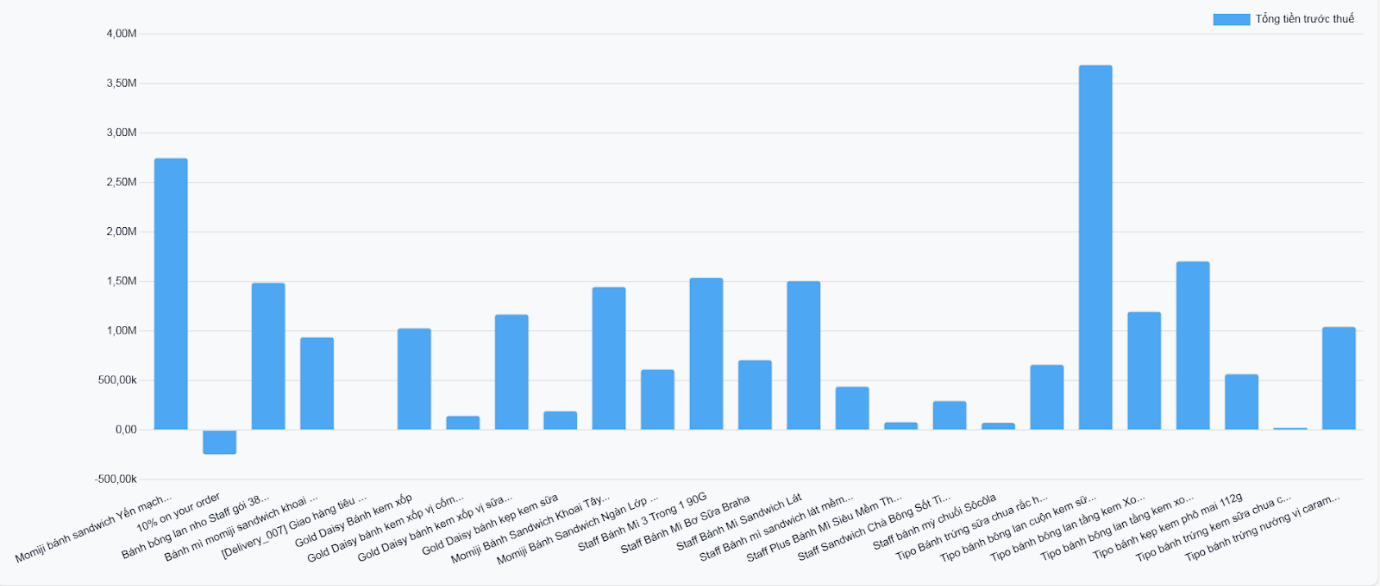 Tổng tiền trước thuế
4,00M
3,50M
3,00M
2,50M
2,00M
1,50M
1,00M
500,00k
0,00
-500,00k
Momiji bánh sandwich Yến mạch...
10% on your order
Bánh bông lan nho Staff gói 38...
Bánh mì momiji sandwich khoai ...
[Delivery_007] Giao hàng tiêu ...
Gold Daisy Bánh kem xốp
Gold Daisy bánh kem xốp vị cốm...
Gold Daisy bánh kem xốp vị sữa...
Gold Daisy bánh kẹp kem sữa
Momiji Bánh Sandwich Khoai Tây...
Momiji Bánh Sandwich Ngàn Lớp ...
Staff Bánh Mì 3 Trong 1 90G
Staff Bánh Mì Bơ Sữa Braha
Staff Bánh Mì Sandwich Lát
Staff Bánh mì sandwich lát mềm...
Staff Plus Bánh Mì Siêu Mềm Th...
Staff Sandwich Chà Bông Sốt Ti...
Staff bánh mỳ chuối Sôcôla
Tipo Bánh trứng sữa chua rắc h...
Tipo bánh bông lan cuộn kem sữ...
Tipo bánh bông lan tầng kem Xo...
Tipo bánh bông lan tầng kem xo...
Tipo bánh kẹp kem phô mai 112g
Tipo bánh trứng kem sữa chua c...
Tipo bánh trứng nướng vị caram...